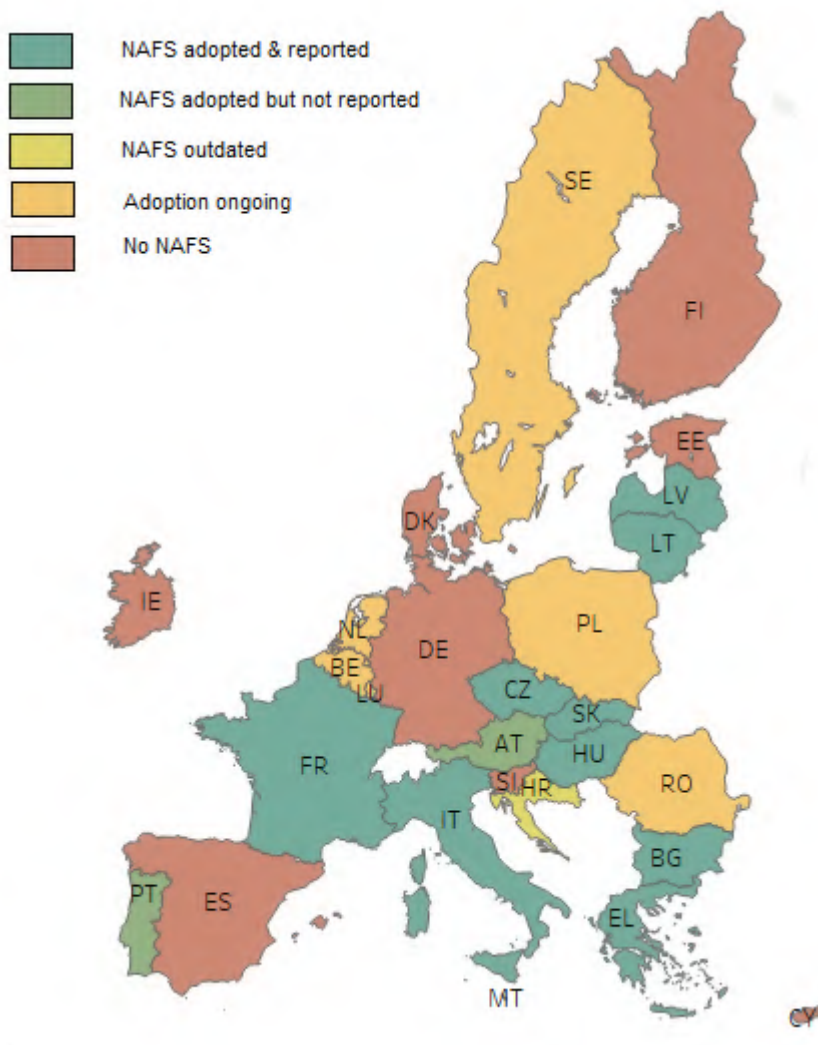 NAFS adopted & reported
NAFS adopted but not reported
NAFS outdated
Adoption ongoing
No NAFS
SE
FI
EE
LV
LT
DK
IE
NL
PL
DE
BE
LU
CZ
SK
AT
HU
FR
SI
HR
RO
IT
BG
PT
ES
EL
MT
CY